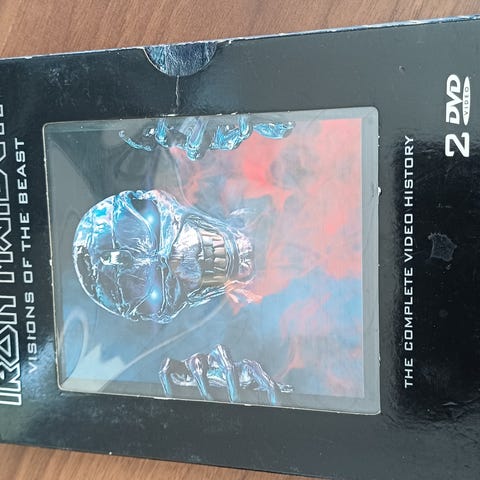 IRON MAIDEN
VISIONS OF THE BEAST
THE COMPLETE VIDEO HISTORY
2 DVD
VIDEO